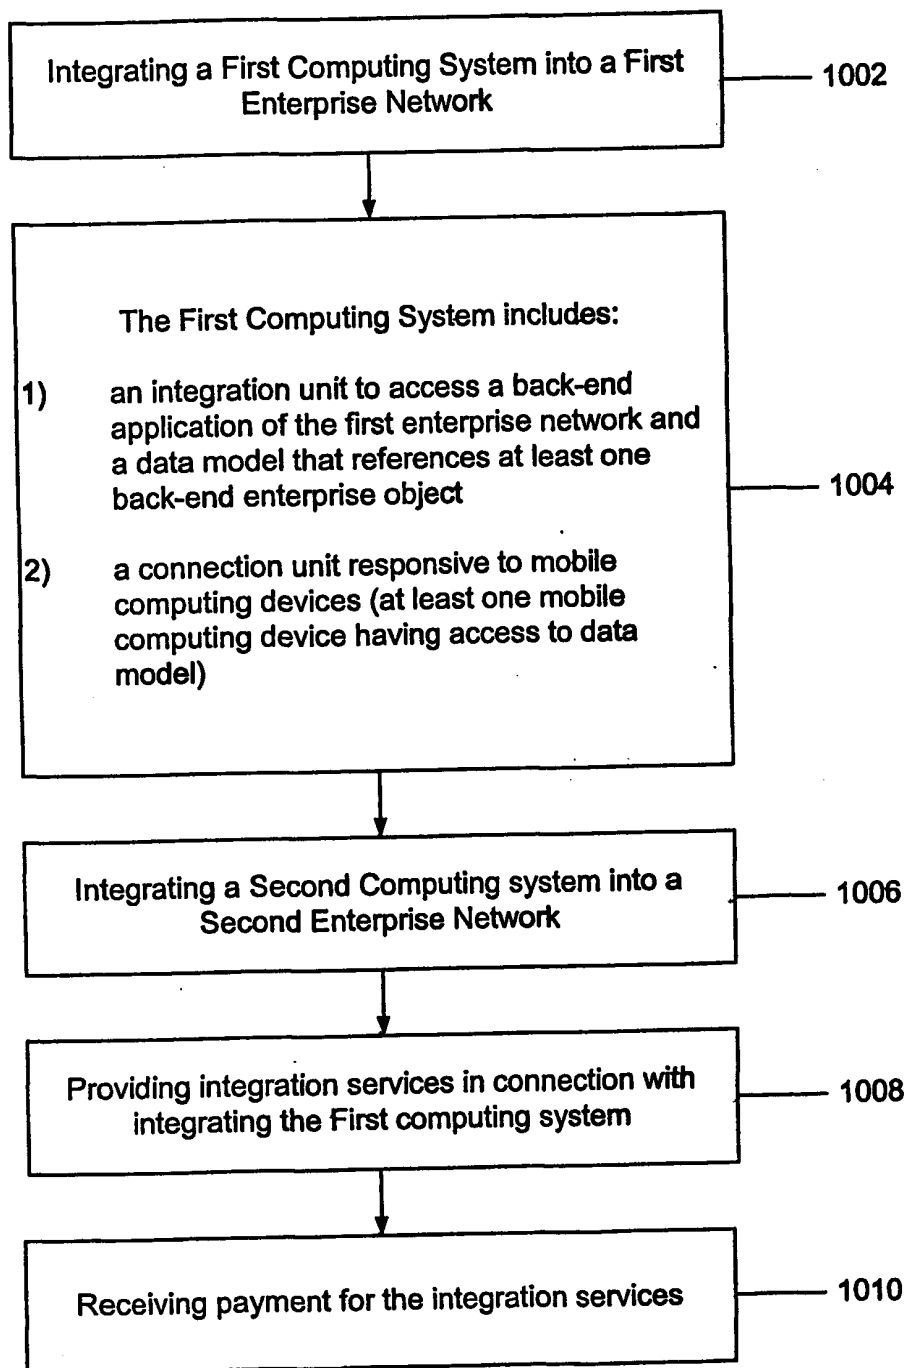 Integrating a First Computing System into a First
Enterprise Network
1002
The First Computing System includes:
1) an integration unit to access a back-end
application of the first enterprise network and
a data model that references at least one
back-end enterprise object
1004
2) a connection unit responsive to mobile
computing devices (at least one mobile
computing device having access to data
model)
Integrating a Second Computing system into a
Second Enterprise Network
1006
Providing integration services in connection with
integrating the First computing system
1008
Receiving payment for the integration services
1010